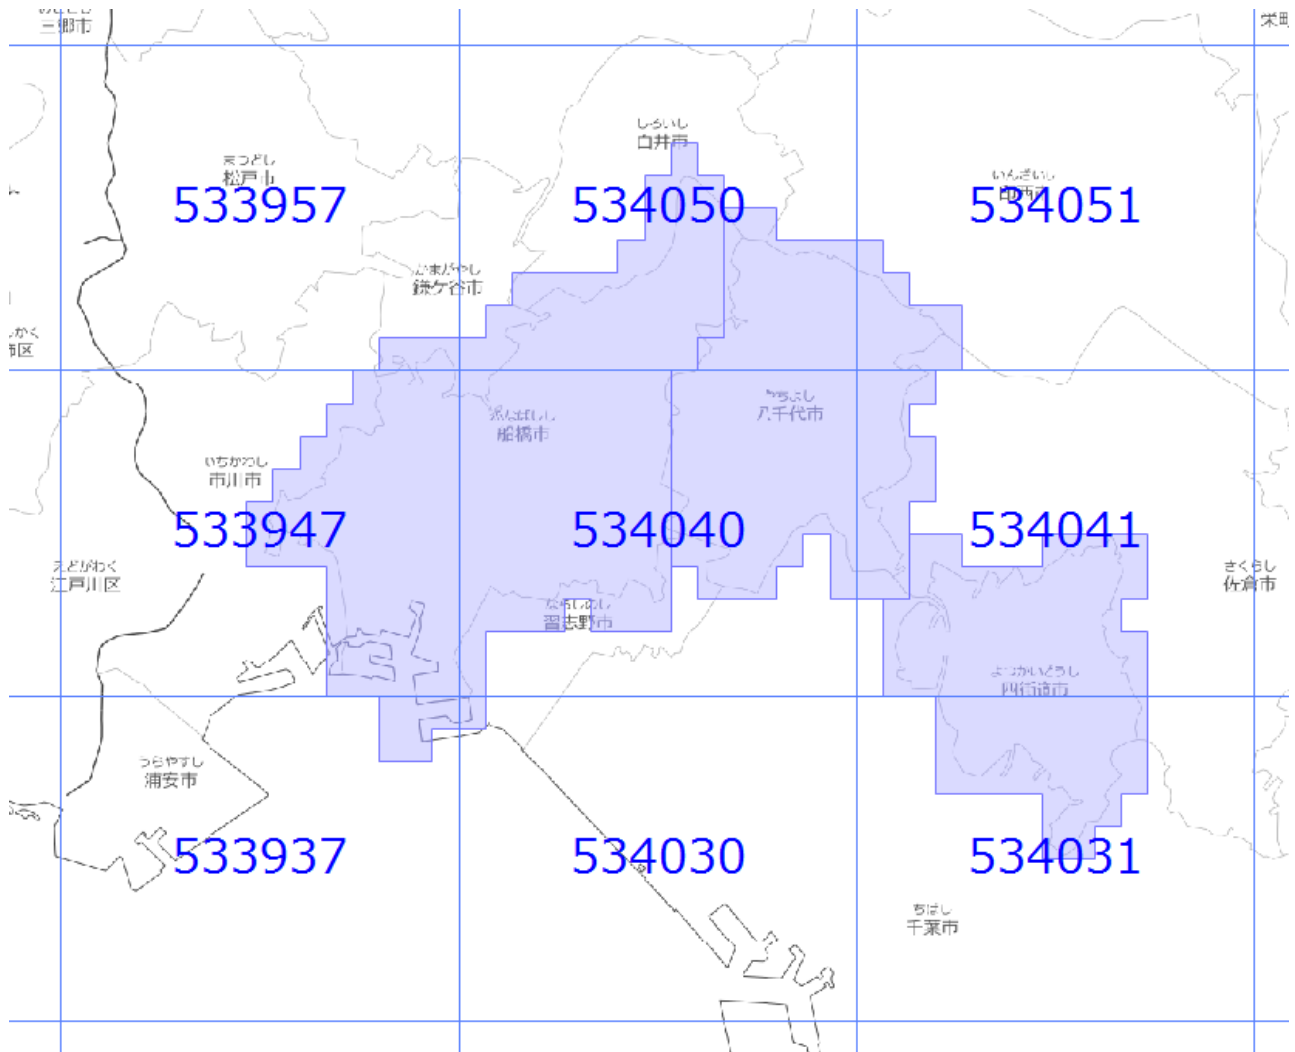 三郷市
栄町
しろいし
白井市
まつどし
松戸市
いんざいし
印西市
533957
534050
534051
かまがやし
鎌ケ谷市
かく
市区
やちよし
八千代市
ふなばしし
船橋市
いちかわし
市川市
533947
534040
534041
えどがわく
江戸川区
さくらし
佐倉市
ならしのし
習志野市
よつかいどうし
四街道市
うらやすし
浦安市
533937
534030
534031
ちばし
千葉市